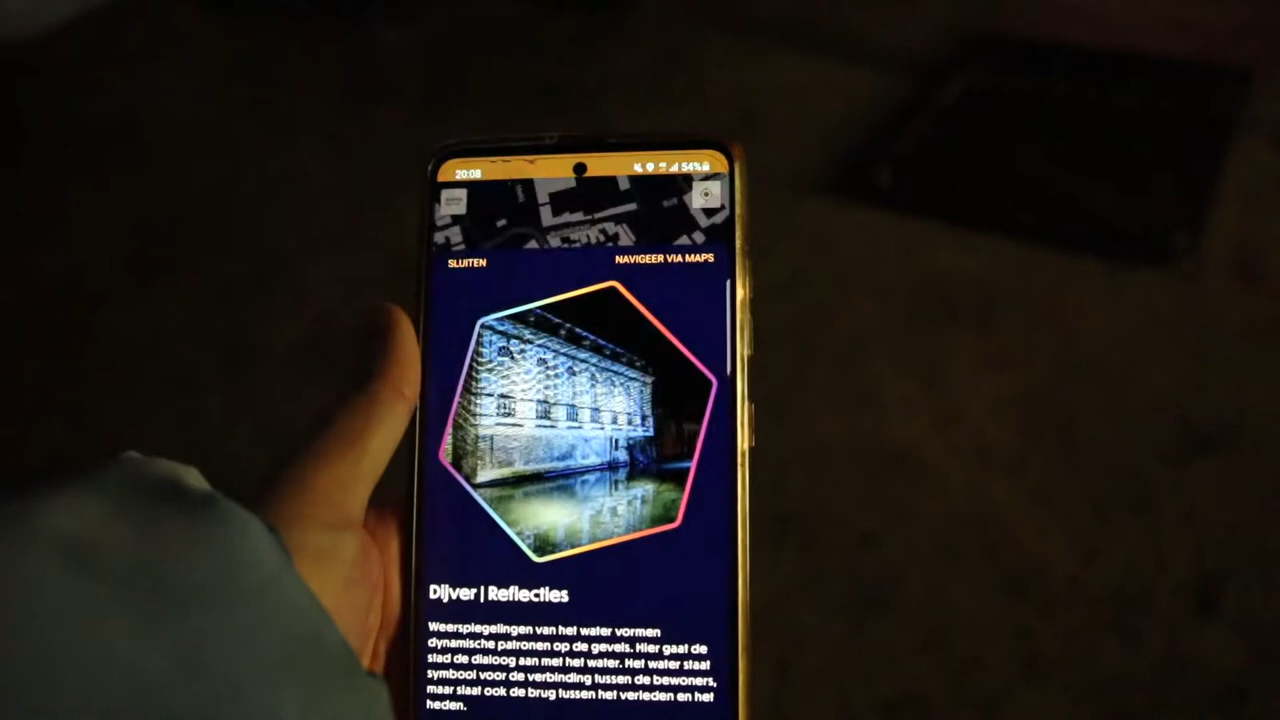 20:08
54%
SLUITEN
NAVIGEER VIA MAPS
Dijver | Reflecties
Weerspiegelingen van het water vormen
dynamische patronen op de gevels. Hier gaat de
stad de dialoog aan met het water. Het water staat
symbool voor de verbinding tussen de bewoners,
maar slaat ook de brug tussen het verleden en het
heden.